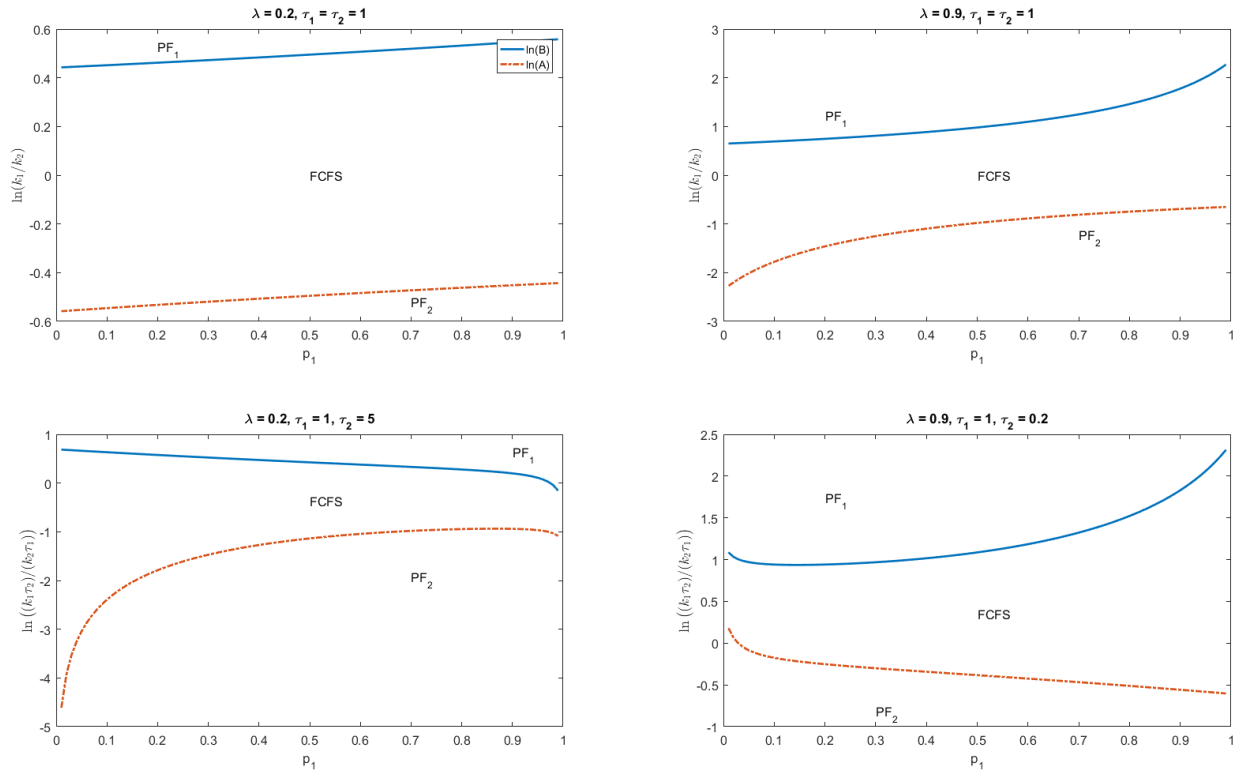 λ = 0.2, τ₁ = τ₂ = 1
0.6
0.4
0.2
0
-0.2
-0.4
-0.6
ln(k₁/k₂)
PF₁
FCFS
PF₂
ln(B)
ln(A)
0 0.1 0.2 0.3 0.4 0.5 0.6 0.7 0.8 0.9 1
p₁
λ = 0.9, τ₁ = τ₂ = 1
3
2
1
0
-1
-2
-3
ln(k₁/k₂)
PF₁
FCFS
PF₂
0 0.1 0.2 0.3 0.4 0.5 0.6 0.7 0.8 0.9 1
p₁
λ = 0.2, τ₁ = 1, τ₂ = 5
1
0
-1
-2
-3
-4
-5
ln ((k₁τ₂)/(k₂τ₁))
PF₁
FCFS
PF₂
0 0.1 0.2 0.3 0.4 0.5 0.6 0.7 0.8 0.9 1
p₁
λ = 0.9, τ₁ = 1, τ₂ = 0.2
2.5
2
1.5
1
0.5
0
-0.5
-1
ln ((k₁τ₂)/(k₂τ₁))
PF₁
FCFS
PF₂
0 0.1 0.2 0.3 0.4 0.5 0.6 0.7 0.8 0.9 1
p₁